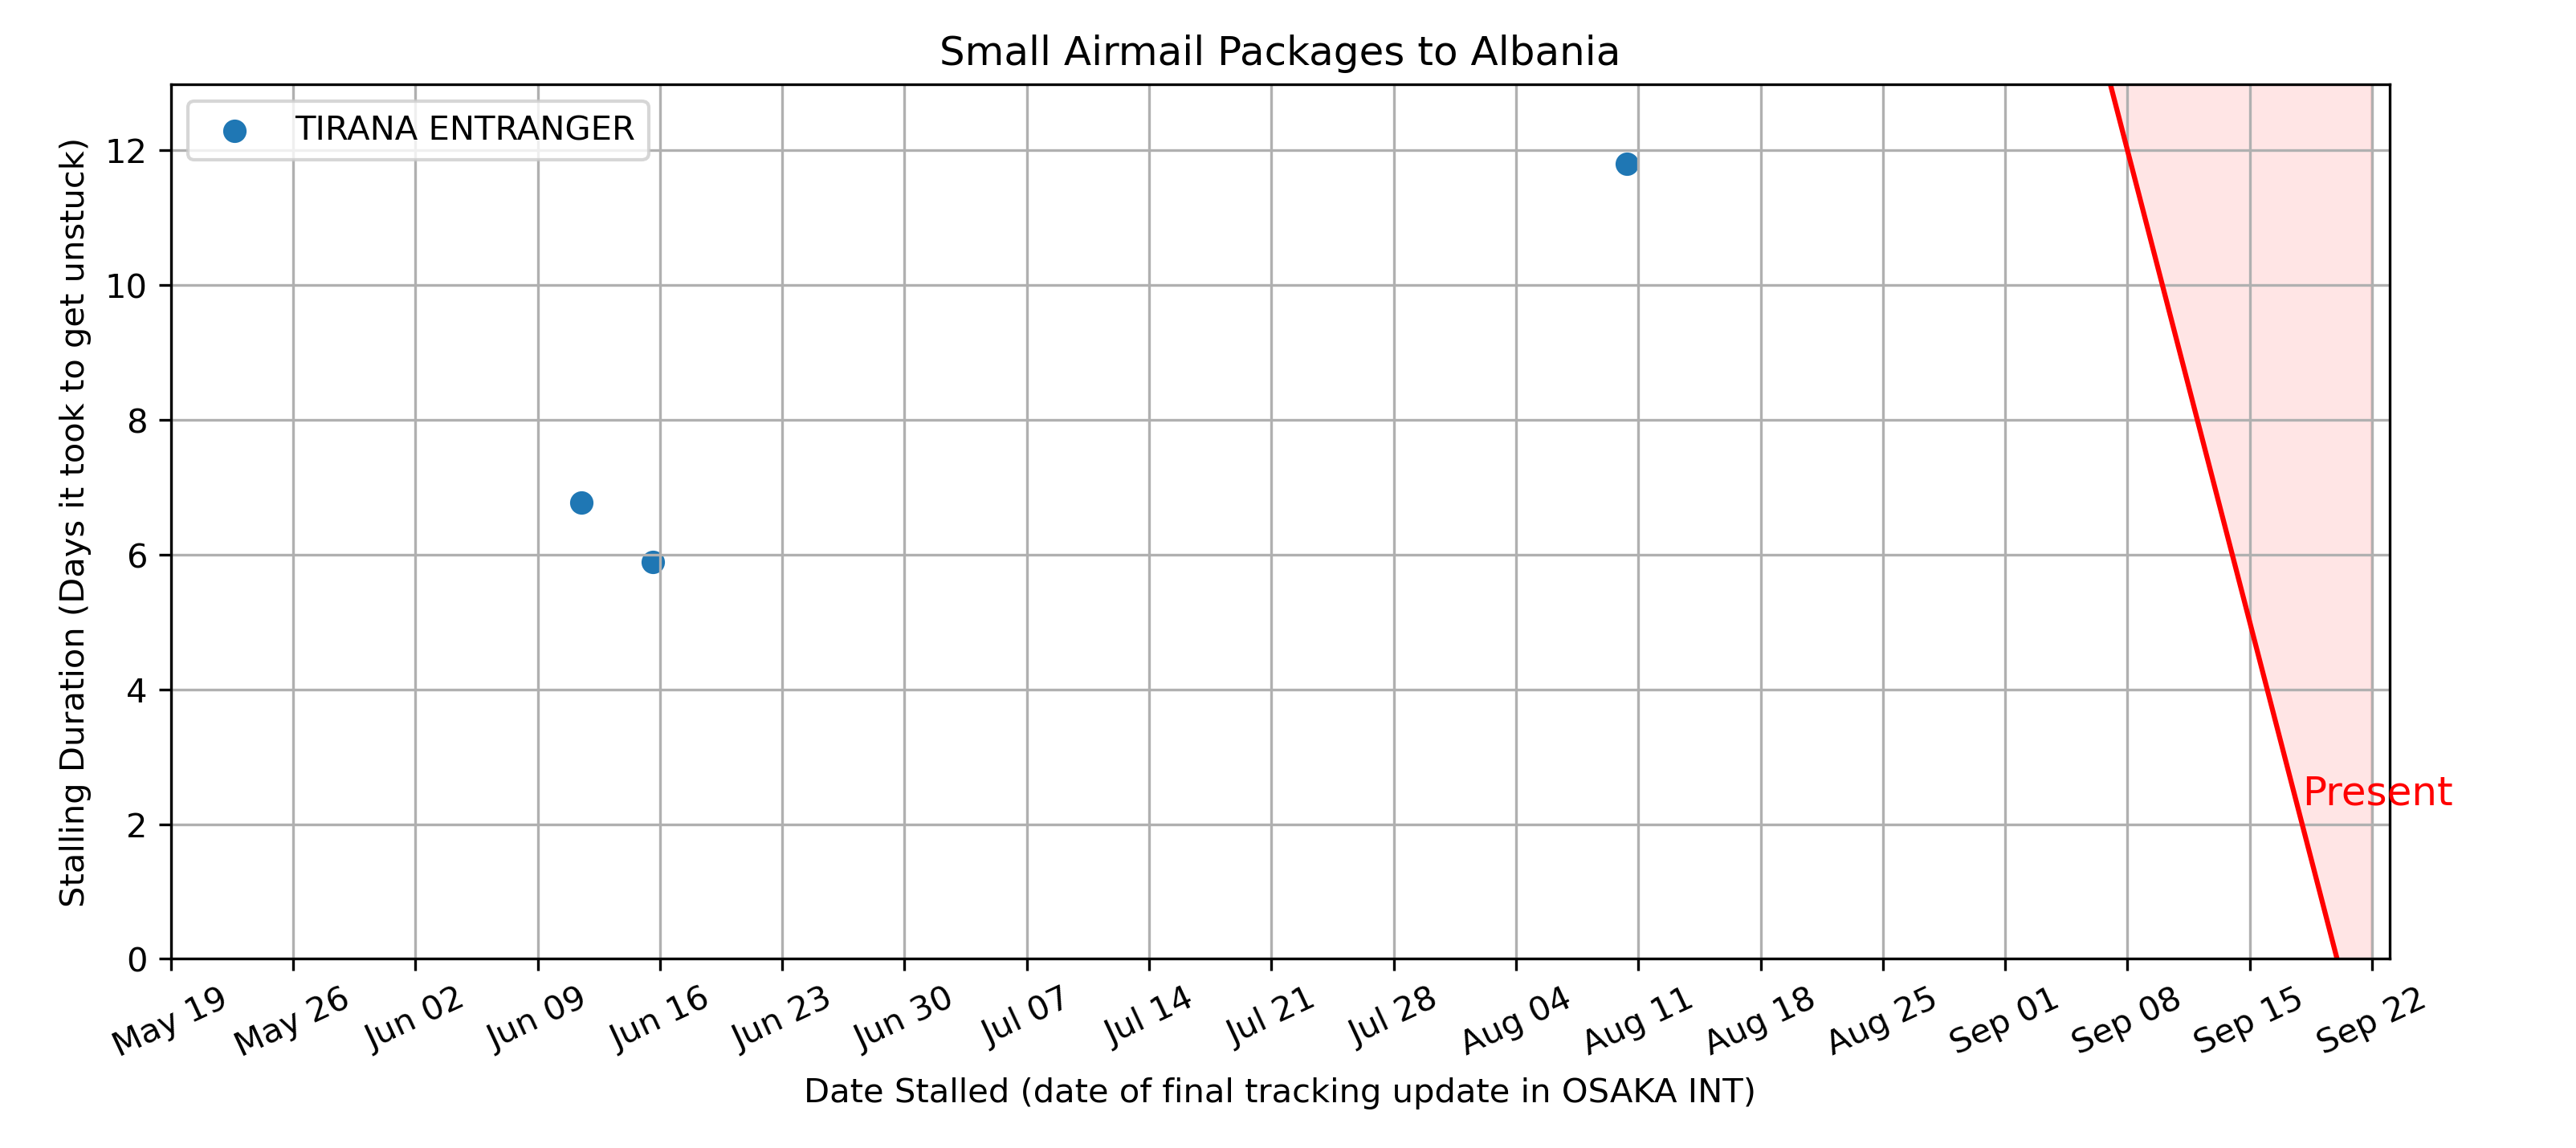 Small Airmail Packages to Albania
TIRANA ENTRANGER
Stalling Duration (Days it took to get unstuck)
12
10
8
6
4
2
0
Present
May 19
May 26
Jun 02
Jun 09
Jun 16
Jun 23
Jun 30
Jul 07
Jul 14
Jul 21
Jul 28
Aug 04
Aug 11
Aug 18
Aug 25
Sep 01
Sep 08
Sep 15
Sep 22
Date Stalled (date of final tracking update in OSAKA INT)